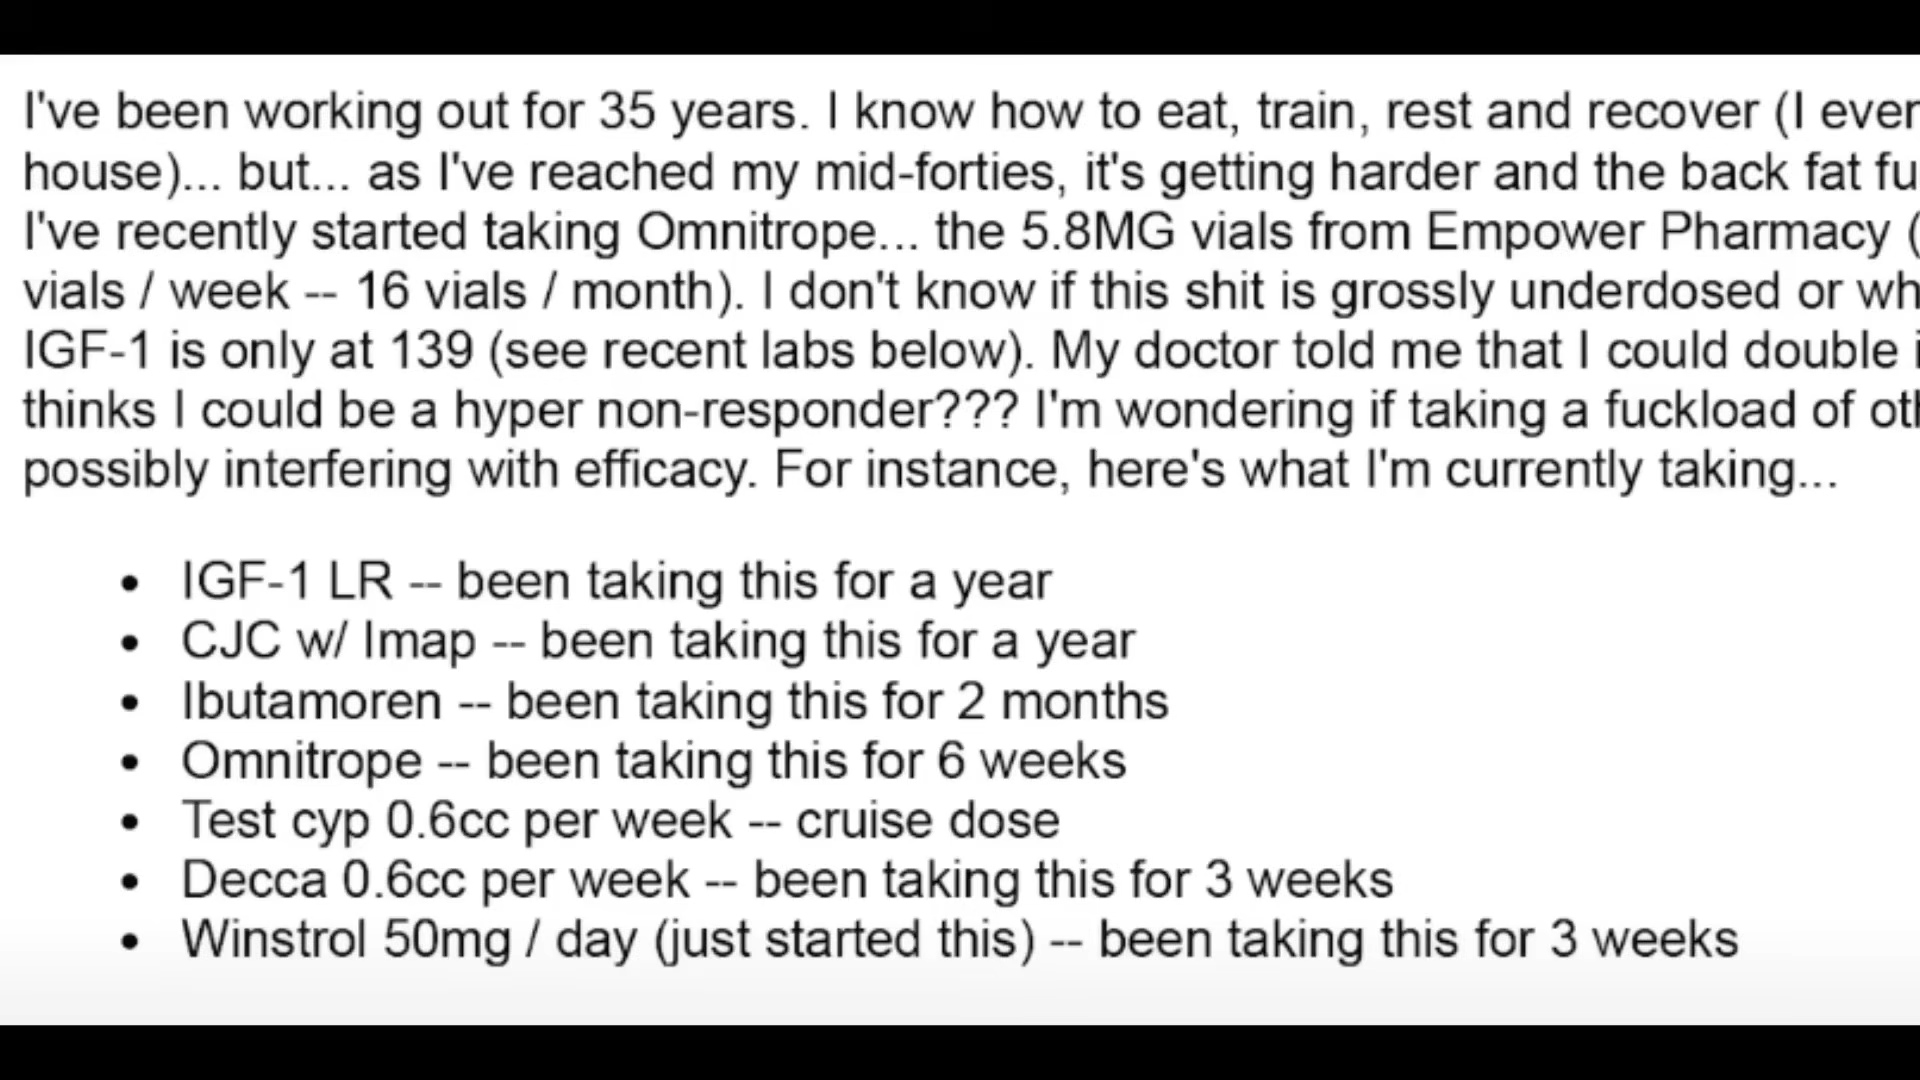 I've been working out for 35 years. I know how to eat, train, rest and recover (I
house)... but... as I've reached my mid-forties, it's getting harder and the back fat
I've recently started taking Omnitrope... the 5.8MG vials from Empower Pharmacy (
vials / week -- 16 vials / month). I don't know if this shit is grossly underdosed or
IGF-1 is only at 139 (see recent labs below). My doctor told me that I could double
thinks I could be a hyper non-responder??? I'm wondering if taking a fuckload of
possibly interfering with efficacy. For instance, here's what I'm currently taking...
• IGF-1 LR -- been taking this for a year
• CJC w/ Imap -- been taking this for a year
• Ibutamoren -- been taking this for 2 months
• Omnitrope -- been taking this for 6 weeks
• Test cyp 0.6cc per week -- cruise dose
• Decca 0.6cc per week -- been taking this for 3 weeks
• Winstrol 50mg / day (just started this) -- been taking this for 3 weeks